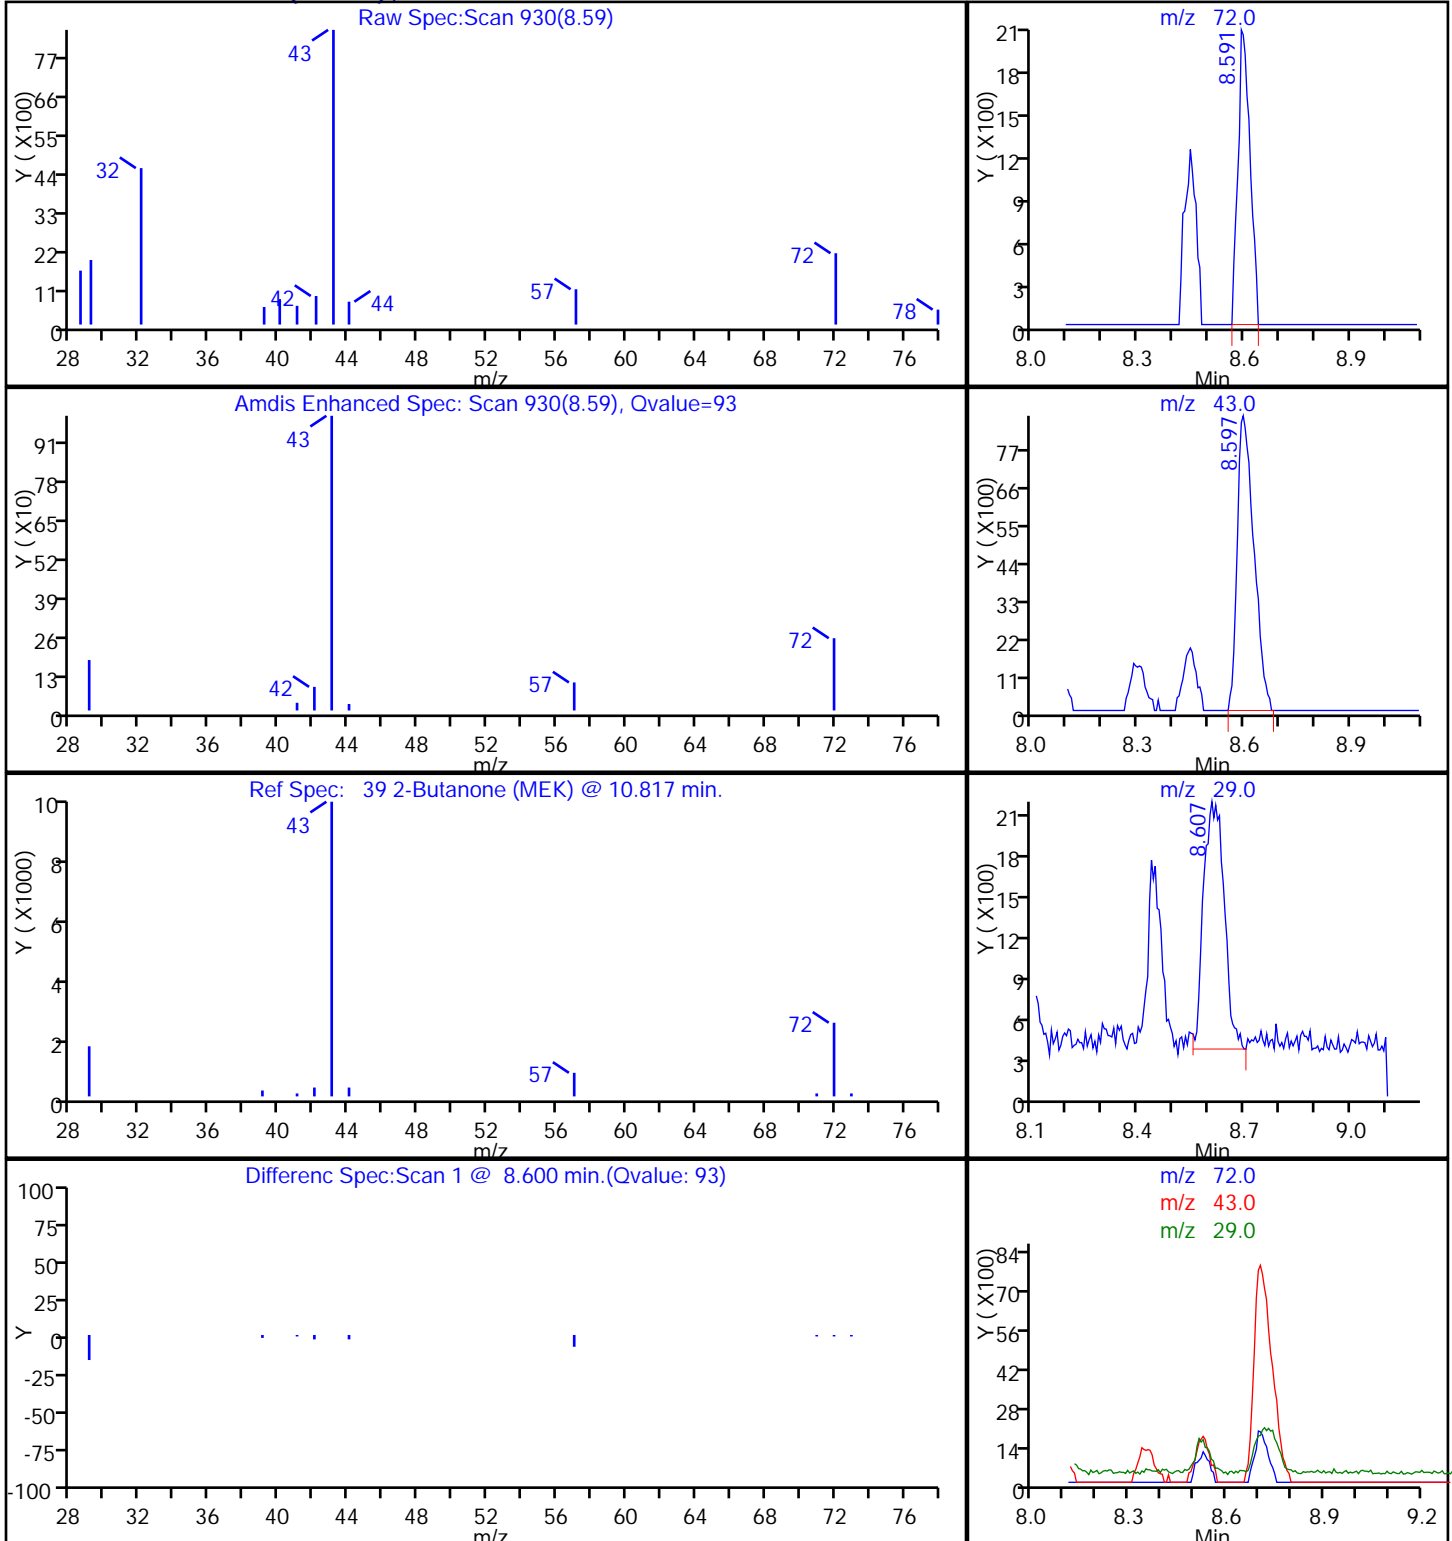 Raw Spec:Scan 930(8.59)
Y ( X100)
77
66
55
44
33
22
11
0
43
32
42
44
57
72
78
28 32 36 40 44 48 52 56 60 64 68 72 76
m/z
m/z 72.0
Y ( X100)
21
18
15
12
9
6
3
0
8.591
8.0 8.3 8.6 8.9
Min
Amdis Enhanced Spec: Scan 930(8.59), Qvalue=93
Y ( X10)
91
78
65
52
39
26
13
0
43
42
57
72
28 32 36 40 44 48 52 56 60 64 68 72 76
m/z
m/z 43.0
Y ( X100)
77
66
55
44
33
22
11
0
8.597
8.0 8.3 8.6 8.9
Min
Ref Spec: 39 2-Butanone (MEK) @ 10.817 min.
Y ( X1000)
10
8
6
4
2
0
43
57
72
28 32 36 40 44 48 52 56 60 64 68 72 76
m/z
m/z 29.0
Y ( X100)
21
18
15
12
9
6
3
0
8.607
8.1 8.4 8.7 9.0
Min
Differenc Spec:Scan 1 @ 8.600 min.(Qvalue: 93)
Y
100
75
50
25
0
-25
-50
-75
-100
28 32 36 40 44 48 52 56 60 64 68 72 76
m/z
m/z 72.0
m/z 43.0
m/z 29.0
Y ( X100)
84
70
56
42
28
14
0
8.0 8.3 8.6 8.9 9.2
Min